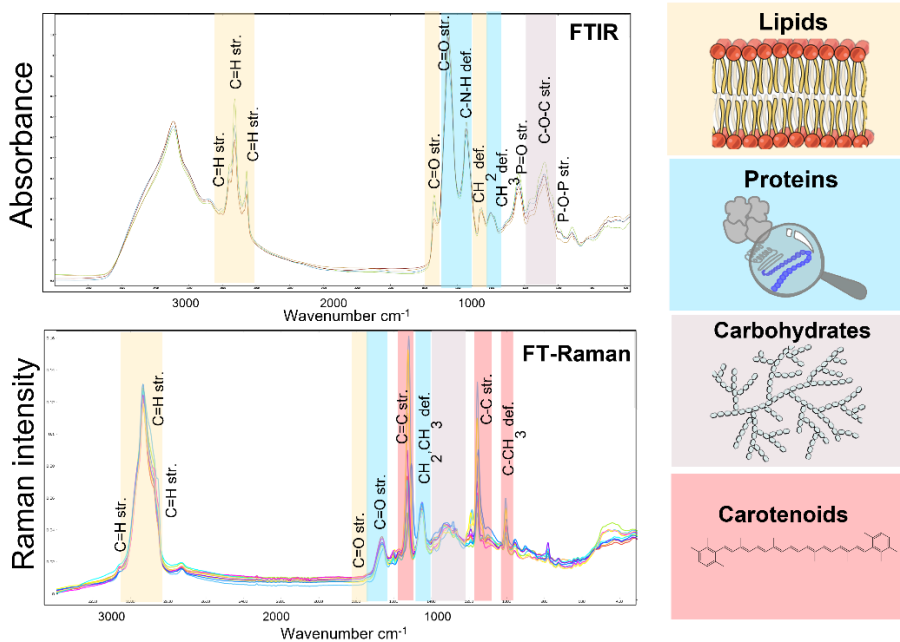 FTIR
Absorbance
C=H str.
C=H str.
C=H str.
C=O str.
C=O str.
C-N-H def.
CH2 def.
CH3 def.
P=O str.
C-O-C str.
P-O-P str.
3000
2000
1000
Wavenumber cm-1
FT-Raman
Raman intensity
C=H str.
C=H str.
C=H str.
C=O str.
C=O str.
C=C str.
CH2,CH3 def.
C-C str.
C-CH3 def.
3000
2000
1000
Wavenumber cm-1
Lipids
Proteins
Carbohydrates
Carotenoids